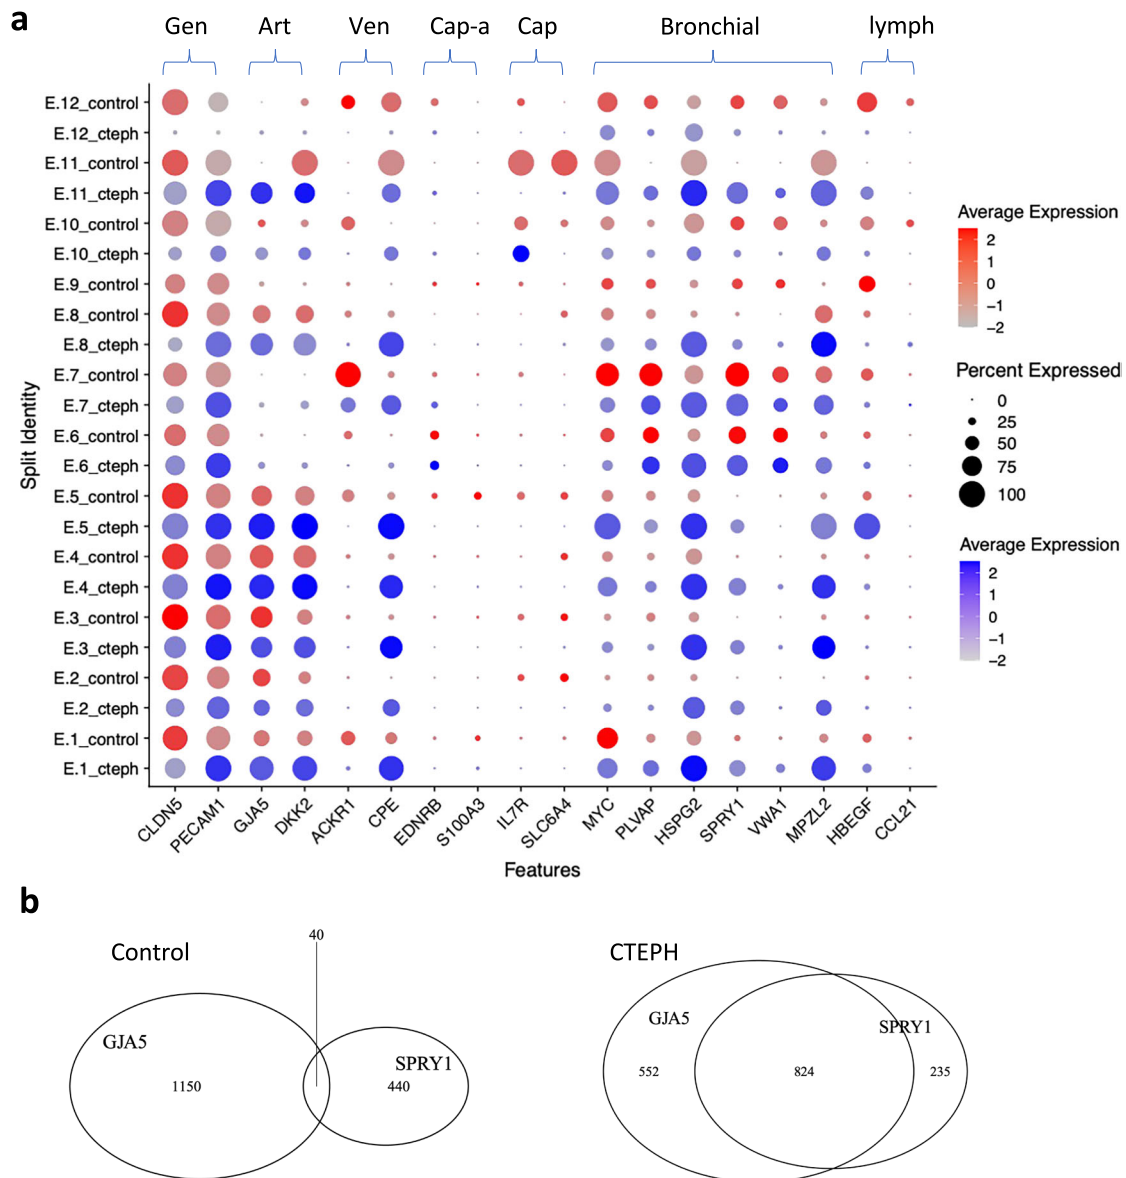 a
Gen Art Ven Cap-a Cap Bronchial lymph
E.12_control
E.12_cteph
E.11_control
E.11_cteph
E.10_control
E.10_cteph
E.9_control
E.8_control
E.8_cteph
E.7_control
E.7_cteph
E.6_control
E.6_cteph
E.5_control
E.5_cteph
E.4_control
E.4_cteph
E.3_control
E.3_cteph
E.2_control
E.2_cteph
E.1_control
E.1_cteph
Split Identity
CLDN5
PECAM1
GJA5
DKK2
ACKR1
CPE
EDNRB
S100A3
IL7R
SLC6A4
MYC
PLVAP
HSPG2
SPRY1
VWA1
MPZL2
HBEGF
CCL21
Features
Average Expression
2
1
0
−1
−2
Percent Expressed
0
25
50
75
100
Average Expression
2
1
0
−1
−2
b
Control
40
GJA5
1150
SPRY1
440
CTEPH
GJA5
SPRY1
552
824
235